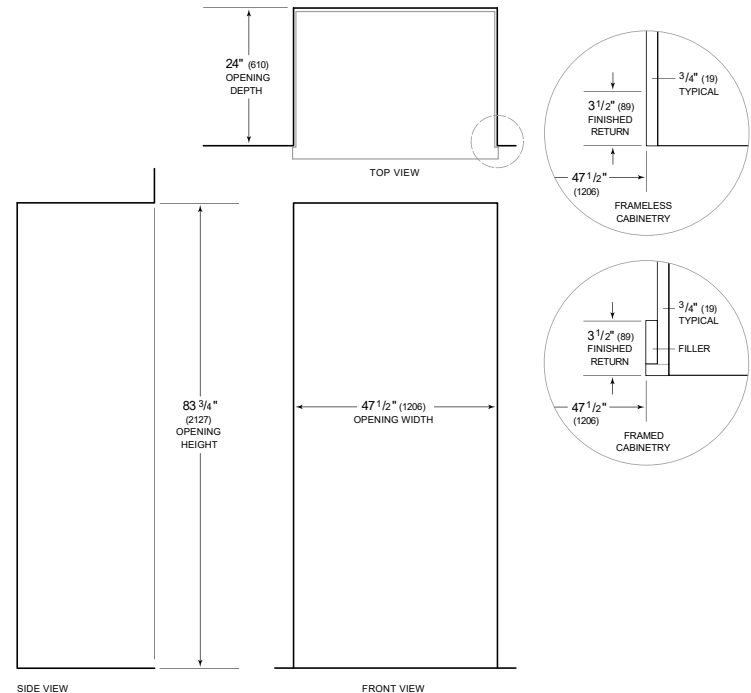 24" (610)
OPENING
DEPTH
TOP VIEW
3/4" (19)
TYPICAL
3 1/2" (89)
FINISHED
RETURN
47 1/2"
(1206)
FRAMELESS
CABINETRY
3/4" (19)
TYPICAL
3 1/2" (89)
FINISHED
RETURN
FILLER
47 1/2"
(1206)
FRAMED
CABINETRY
83 3/4"
(2127)
OPENING
HEIGHT
47 1/2" (1206)
OPENING WIDTH
SIDE VIEW
FRONT VIEW